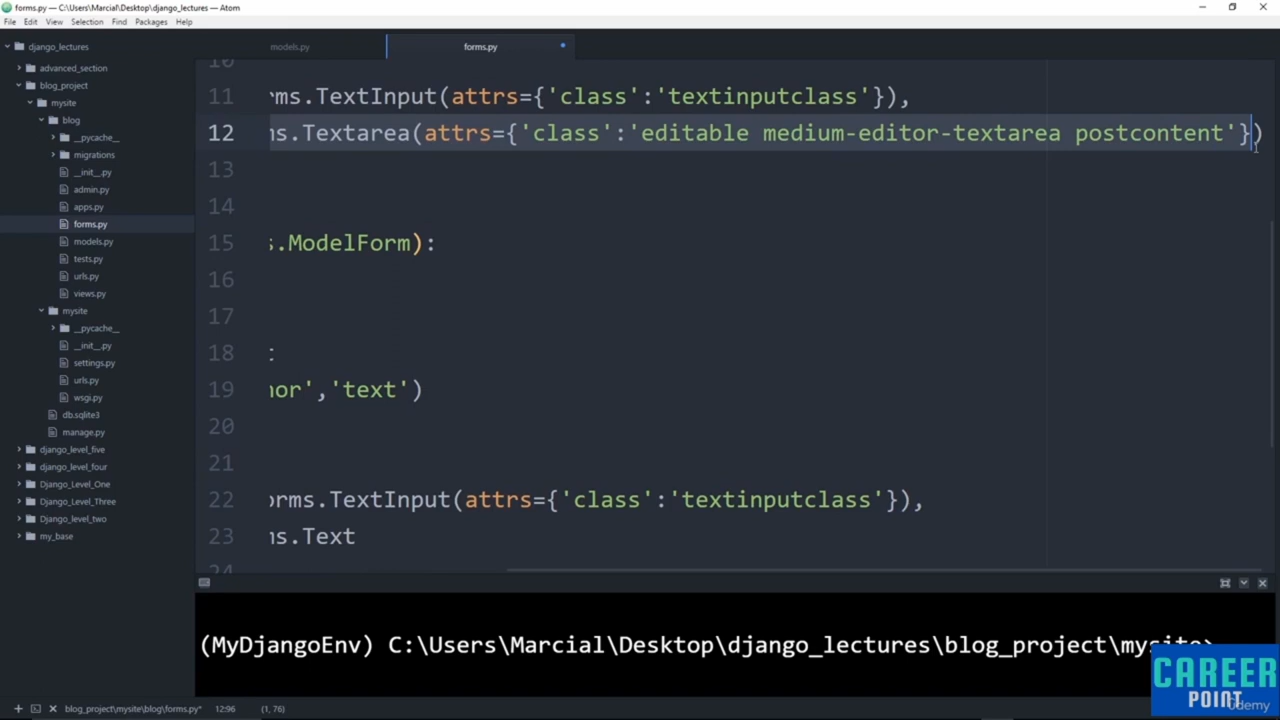 forms.py — C:\Users\Marcial\Desktop\django_lectures — Atom
File Edit View Selection Find Packages Help
django_lectures
models.py
forms.py
advanced_section
blog_project
mysite
blog
__pycache__
migrations
__init__.py
admin.py
apps.py
forms.py
models.py
tests.py
urls.py
views.py
mysite
__pycache__
__init__.py
settings.py
urls.py
wsgi.py
db.sqlite3
manage.py
django_level_five
django_level_four
Django_Level_One
Django_Level_Three
Django_level_two
my_base
10
11 rms.TextInput(attrs={'class':'textinputclass'}),
12 ms.Textarea(attrs={'class':'editable medium-editor-textarea postcontent'})
13
14
15 s.ModelForm):
16
17
18 :
19 hor','text')
20
21
22 orms.TextInput(attrs={'class':'textinputclass'}),
23 ms.Text
24
(MyDjangoEnv) C:\Users\Marcial\Desktop\django_lectures\blog_project\mysite>
blog_project\mysite\blog\forms.py* 12:96 (1, 76)
CAREER
POINT
Udemy